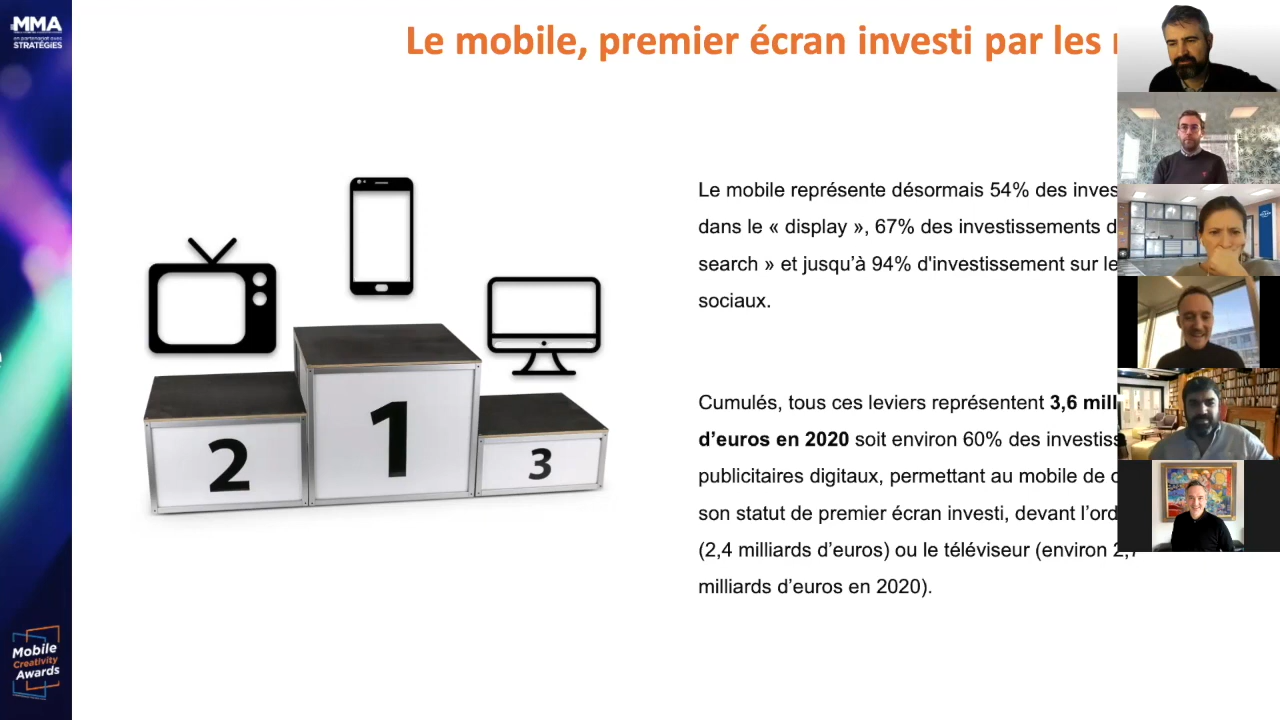 MMA
en partenariat avec
STRATÉGIES
Le mobile, premier écran investi par les
Le mobile représente désormais 54% des inves
dans le « display », 67% des investissements d
search » et jusqu’à 94% d'investissement sur le
sociaux.
Cumulés, tous ces leviers représentent 3,6 mill
d’euros en 2020 soit environ 60% des investiss
publicitaires digitaux, permettant au mobile de
son statut de premier écran investi, devant l’ord
(2,4 milliards d’euros) ou le téléviseur (environ 2,7
milliards d’euros en 2020).
1
2
3
Mobile
Creativity
Awards